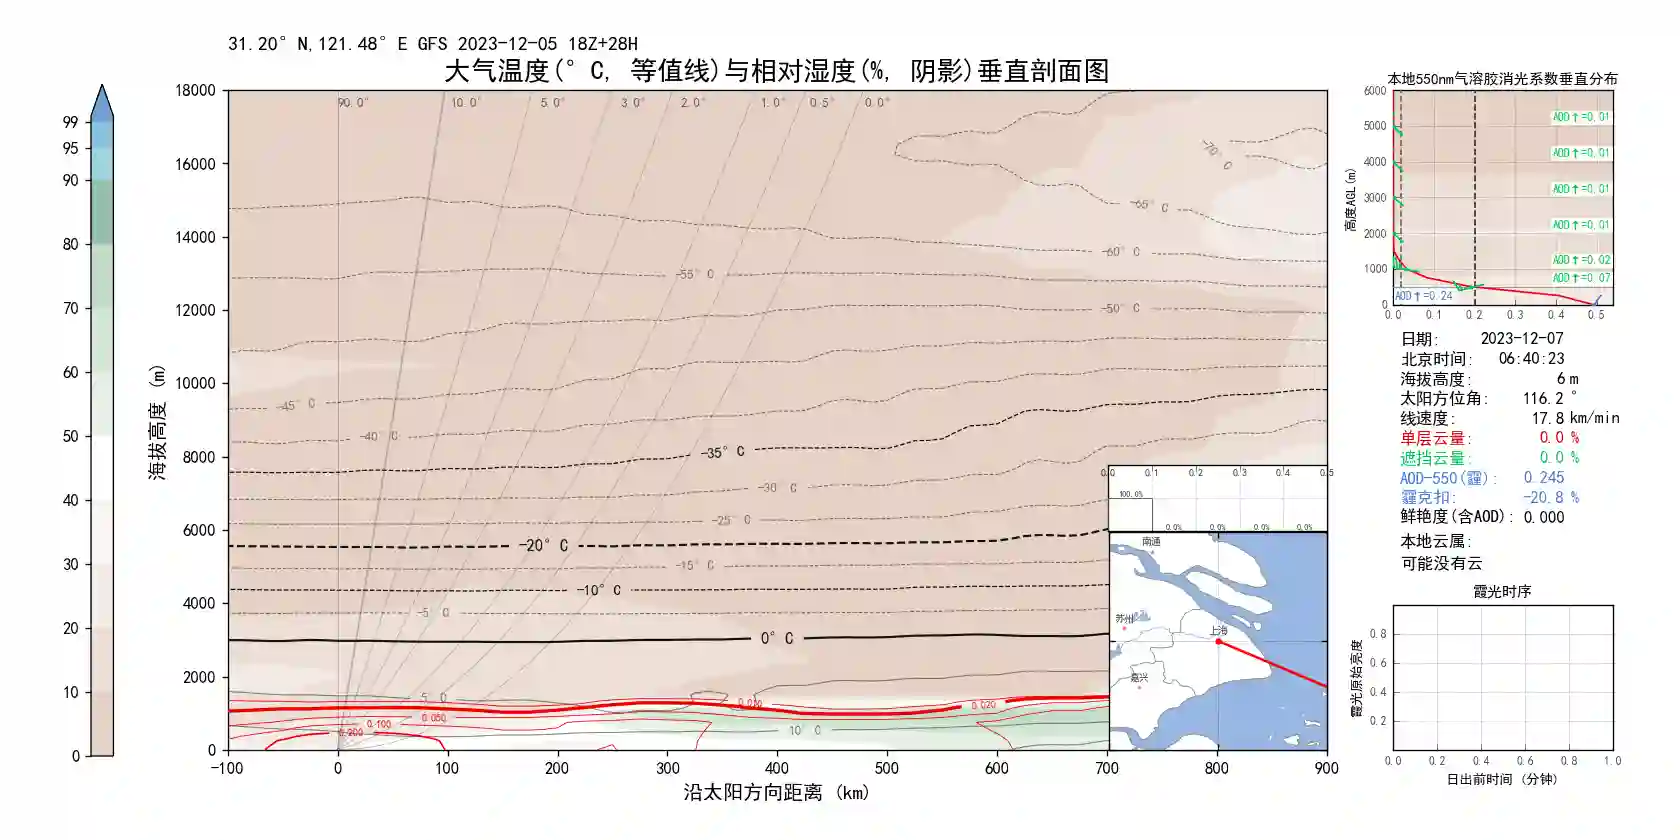 31.20° N,121.48° E GFS 2023-12-05 18Z+28H
大气温度(° C, 等值线)与相对湿度(%, 阴影)垂直剖面图
99
95
90
80
70
60
50
40
30
20
10
0
海拔高度 (m)
18000
16000
14000
12000
10000
8000
6000
4000
2000
0
90.0° 10.0° 5.0° 3.0° 2.0° 1.0° 0.5° 0.0°
-70° C
-65° C
-60° C
-55° C
-50° C
-45° C
-40° C
-35° C
-30 C
-25 C
-20° C
-15° C
-10° C
-5 C
0° C
5 0
10 C
0.020
0.020
0.050
0.100
0.200
-100 0 100 200 300 400 500 600 700 800 900
沿太阳方向距离 (km)
0.0 0.1 0.2 0.3 0.4 0.5
100.0%
0.0% 0.0% 0.0% 0.0%
南通
苏州
上海
嘉兴
本地550nm气溶胶消光系数垂直分布
高度AGL(m)
6000
5000
4000
3000
2000
1000
0
AOD↑=0.01
AOD↑=0.01
AOD↑=0.01
AOD↑=0.01
AOD↑=0.02
AOD↑=0.07
AOD↑=0.24
0.0 0.1 0.2 0.3 0.4 0.5
日期: 2023-12-07
北京时间: 06:40:23
海拔高度: 6 m
太阳方位角: 116.2 °
线速度: 17.8 km/min
单层云量: 0.0 %
遮挡云量: 0.0 %
AOD-550(霾): 0.245
霾克扣: -20.8 %
鲜艳度(含AOD): 0.000
本地云属:
可能没有云
霞光时序
霞光原始亮度
0.8
0.6
0.4
0.2
0.0 0.2 0.4 0.6 0.8 1.0
日出前时间 (分钟)